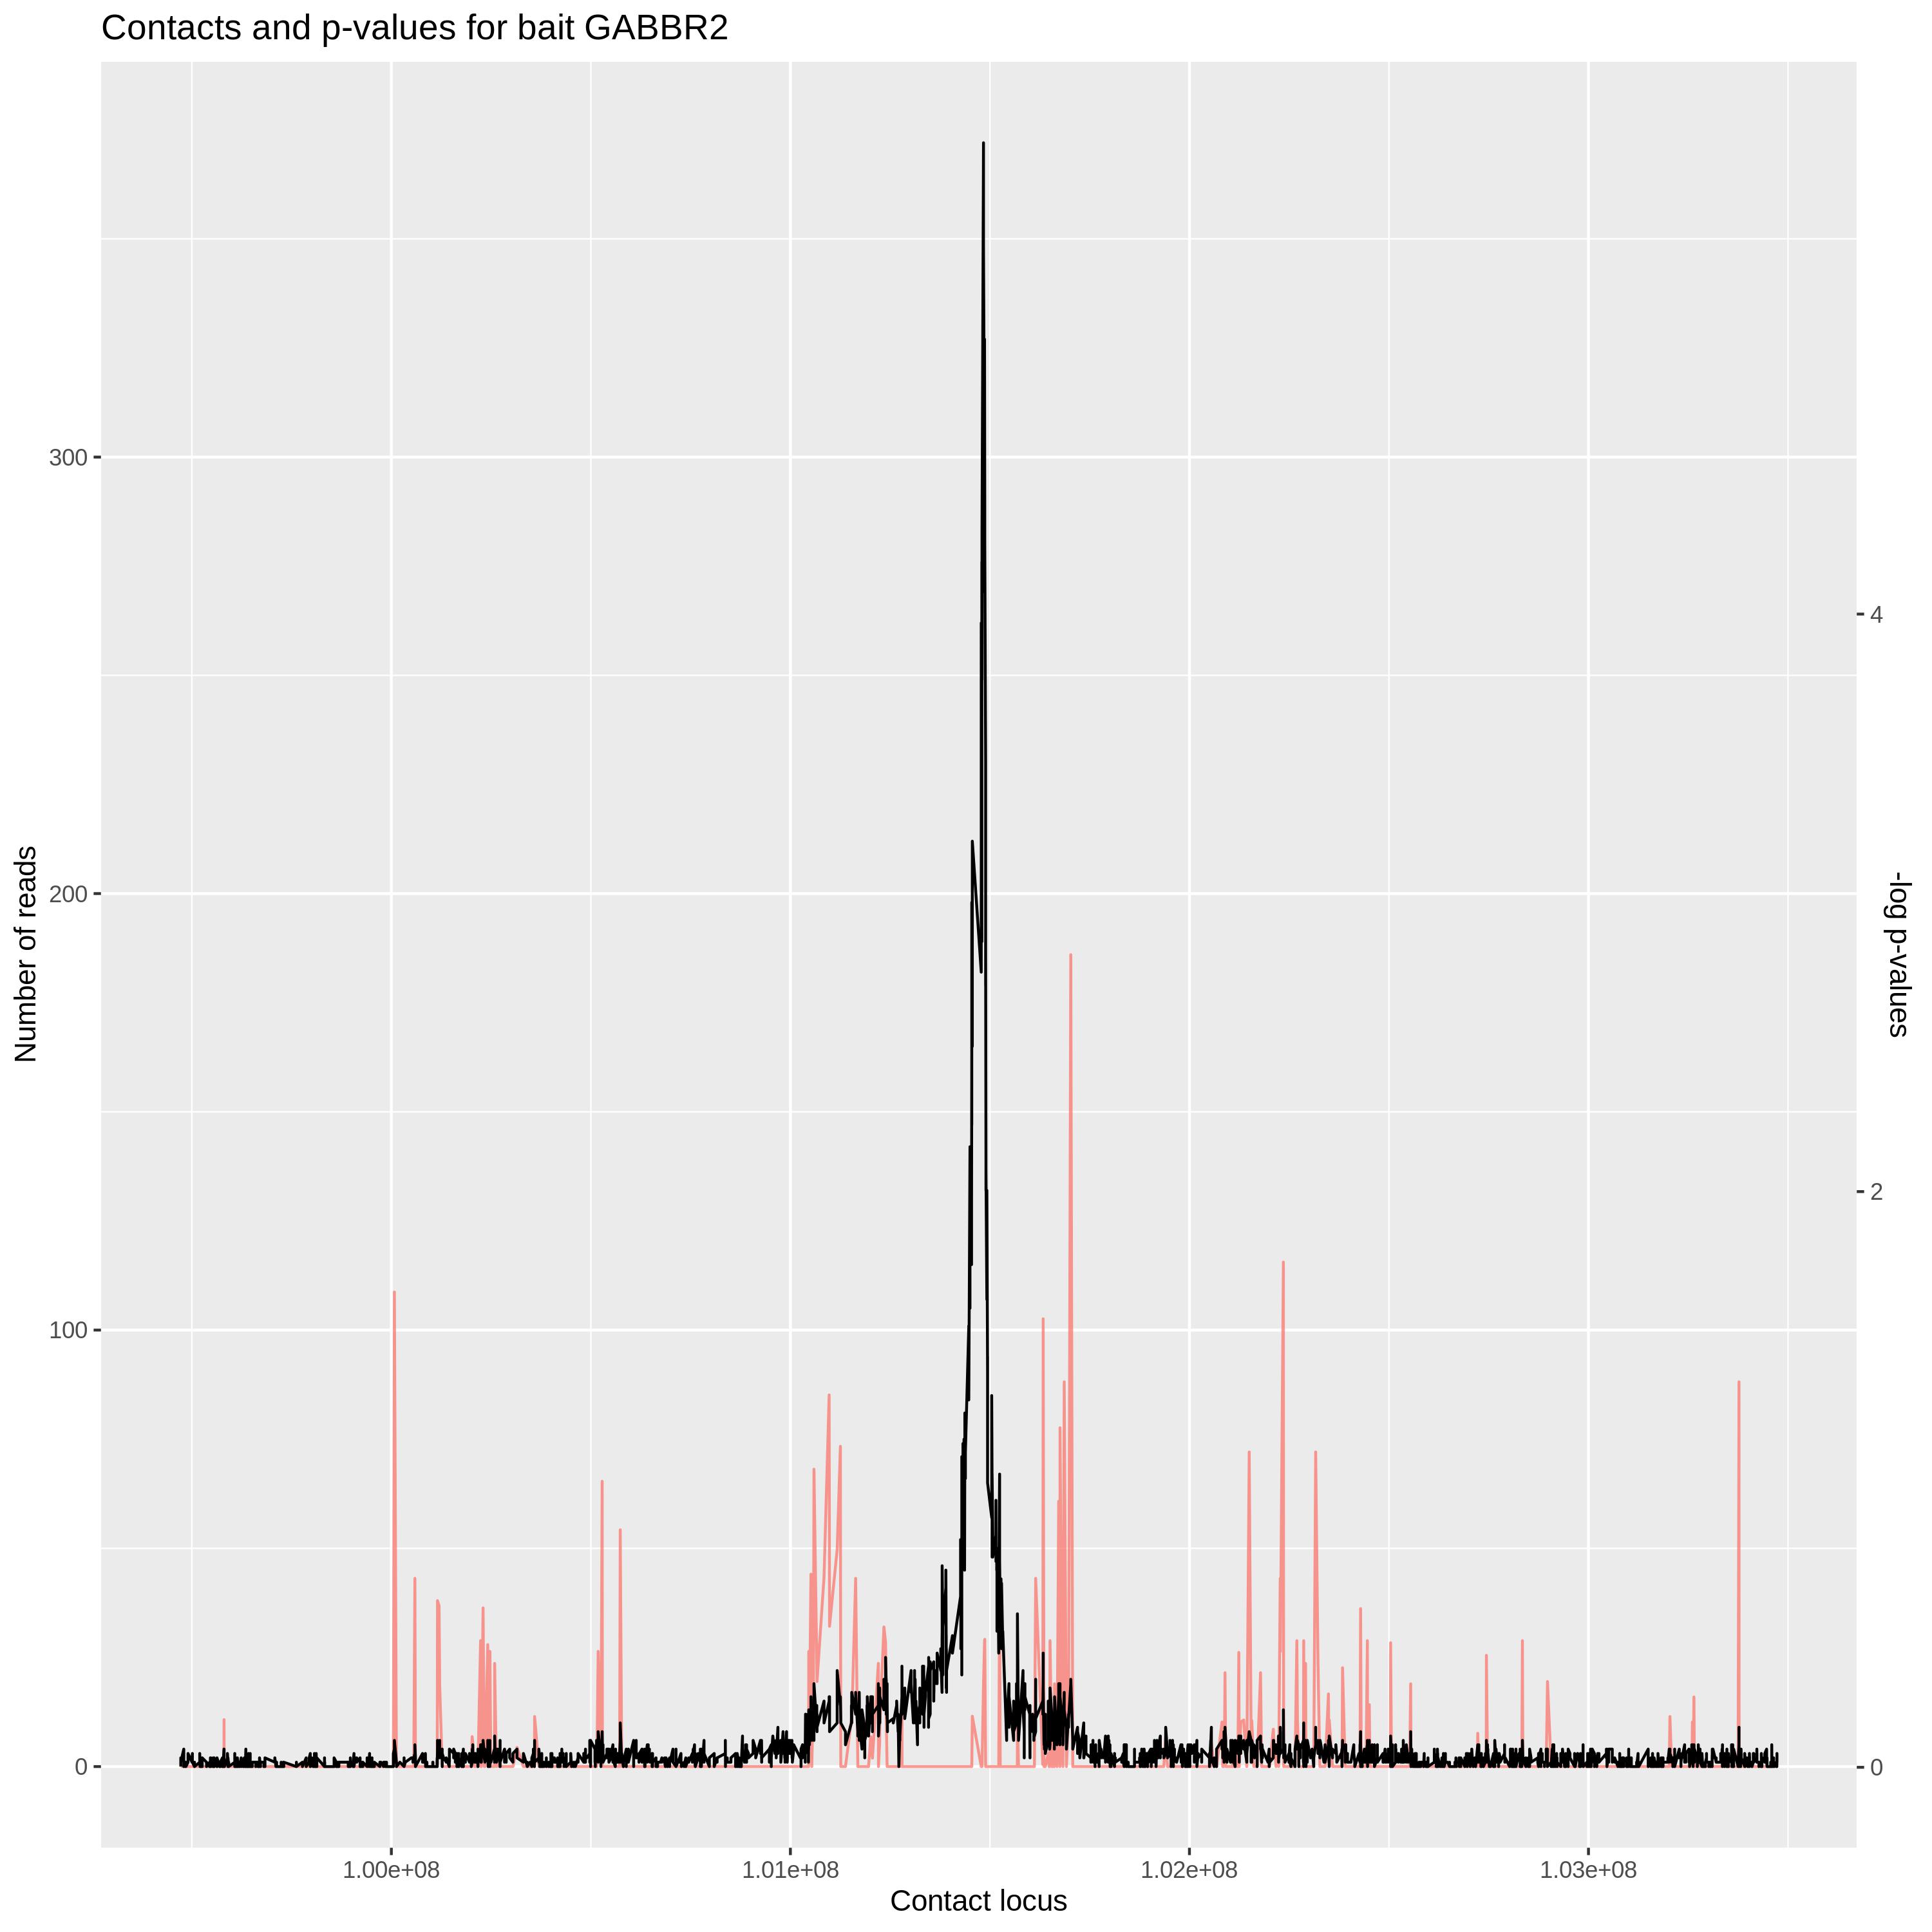 Contacts and p-values for bait GABBR2
300
200
100
0
Number of reads
4
2
0
-log p-values
1.00e+08
1.01e+08
1.02e+08
1.03e+08
Contact locus